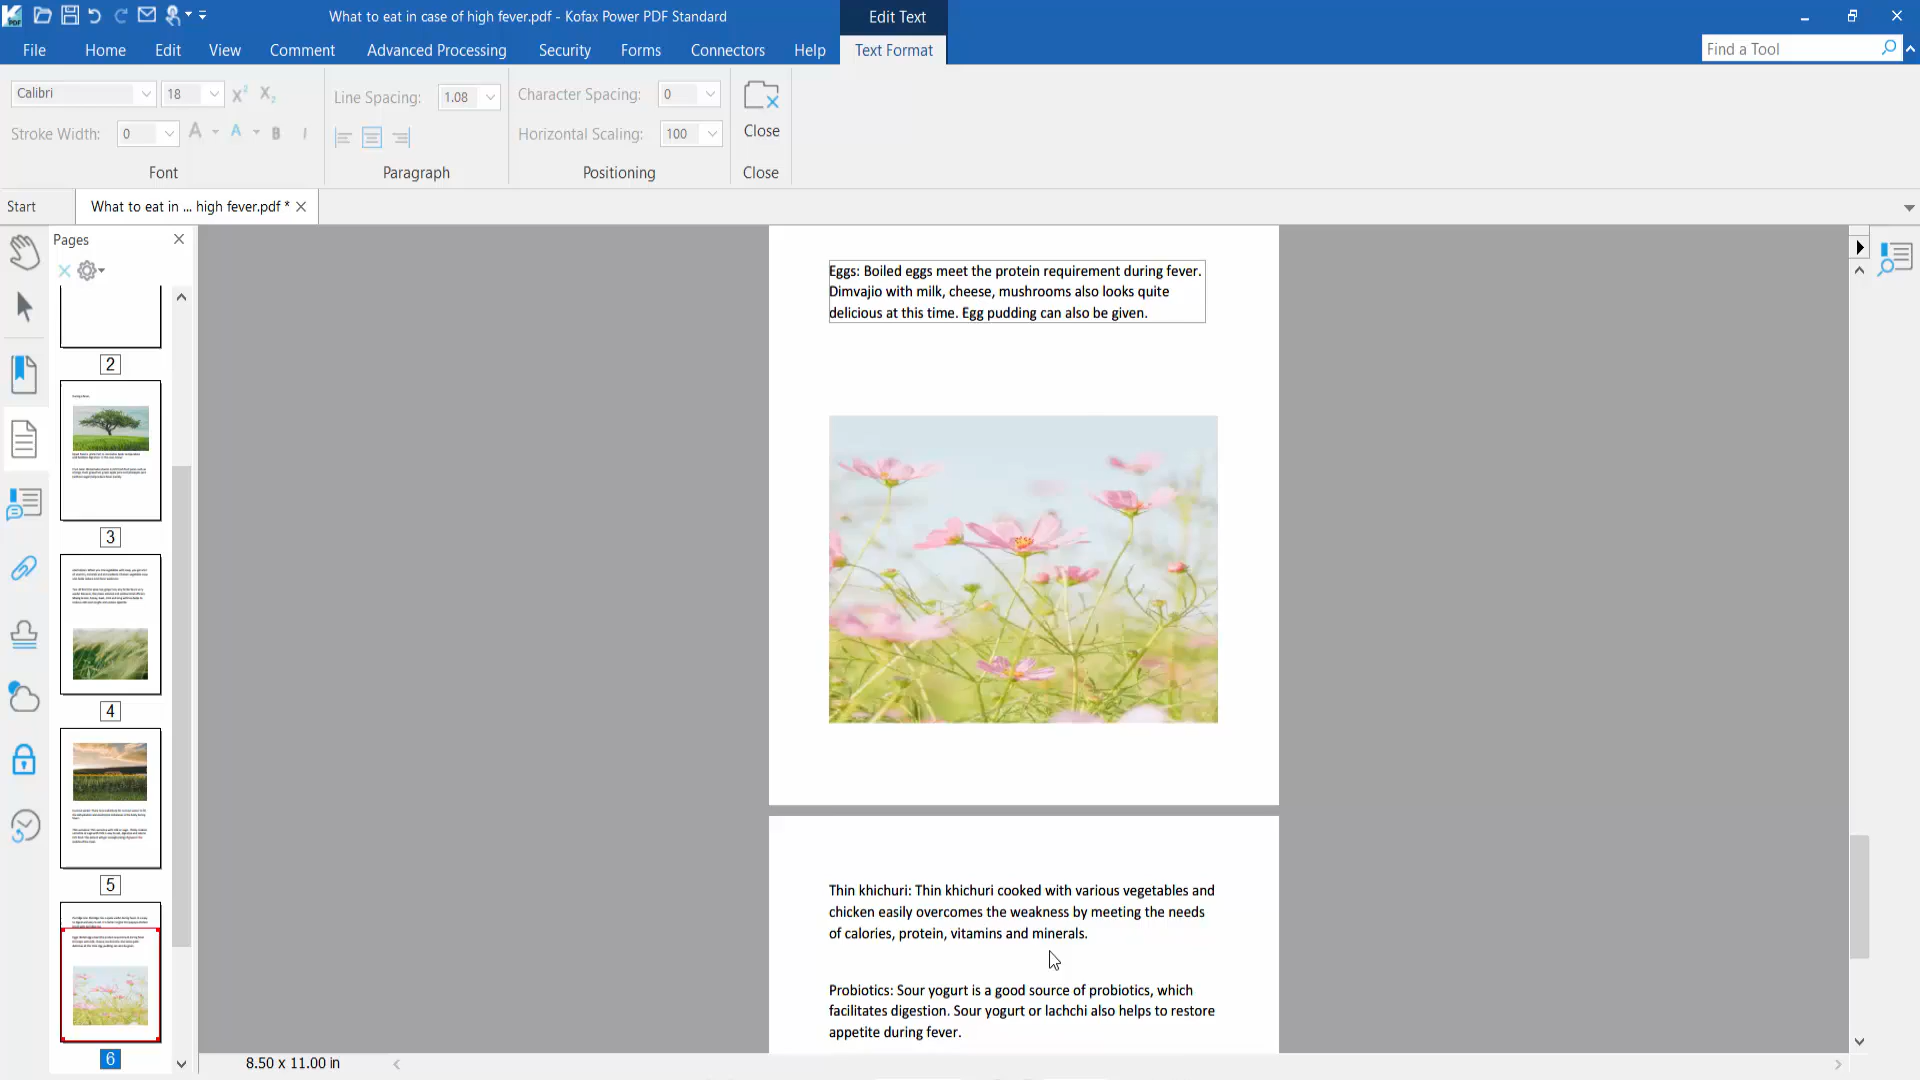 What to eat in case of high fever.pdf - Kofax Power PDF Standard
Edit Text
File Home Edit View Comment Advanced Processing Security Forms Connectors Help Text Format
Find a Tool
Calibri 18 X² X₂
Line Spacing: 1.08
Character Spacing: 0
Stroke Width: 0 A A B I
Horizontal Scaling: 100
Close
Font Paragraph Positioning Close
Start
What to eat in ... high fever.pdf *
Pages
Eggs: Boiled eggs meet the protein requirement during fever.
Dimvajio with milk, cheese, mushrooms also looks quite
delicious at this time. Egg pudding can also be given.
2
3
4
5
6
Thin khichuri: Thin khichuri cooked with various vegetables and
chicken easily overcomes the weakness by meeting the needs
of calories, protein, vitamins and minerals.
Probiotics: Sour yogurt is a good source of probiotics, which
facilitates digestion. Sour yogurt or lachchi also helps to restore
appetite during fever.
8.50 x 11.00 in